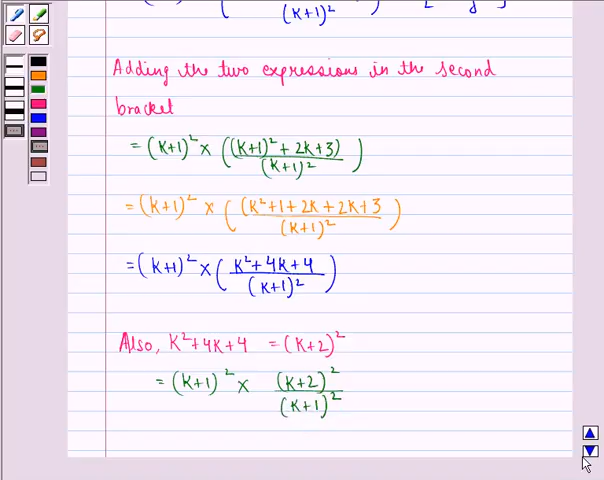 (k+1)²
Adding the two expressions in the second
bracket
= (k+1)² × ( ((k+1)² + 2k+3) / (k+1)² )
= (k+1)² × ( (k²+1+2k+2k+3 / (k+1)² )
= (k+1)² × ( k²+4k+4 / (k+1)² )
Also, k²+4k+4 = (k+2)²
= (k+1)² × (k+2)² / (k+1)²